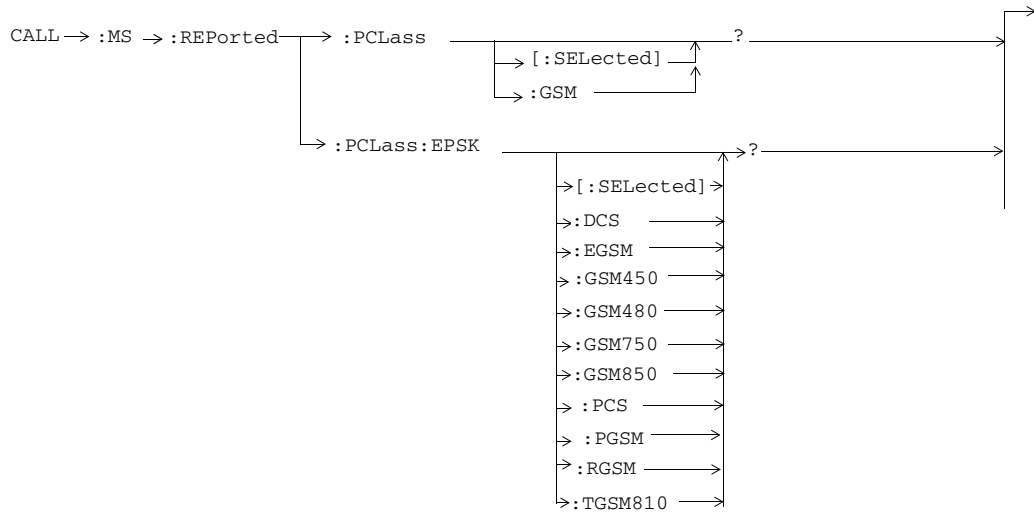 CALL :MS :REPorted :PCLass ?
[:SELected]
:GSM
:PCLass:EPSK ?
[:SELected]
:DCS
:EGSM
:GSM450
:GSM480
:GSM750
:GSM850
:PCS
:PGSM
:RGSM
:TGSM810